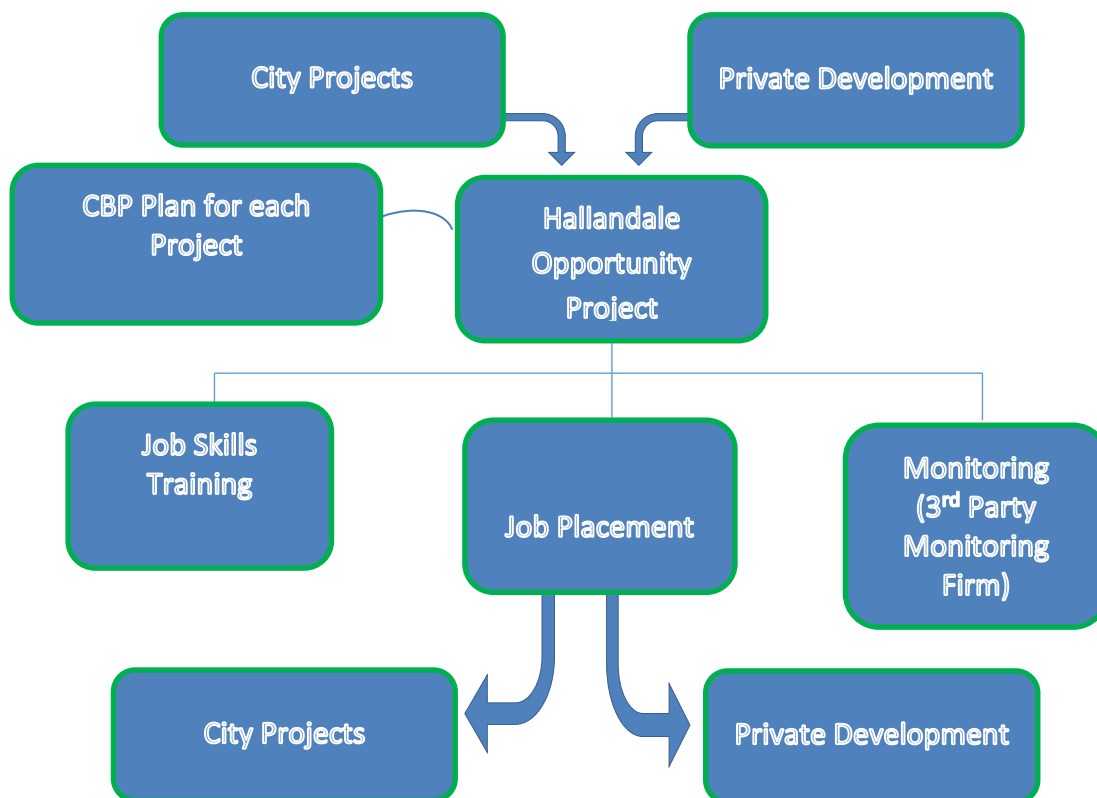 City Projects
Private Development
CBP Plan for each
Project
Hallandale
Opportunity
Project
Job Skills
Training
Job Placement
Monitoring
(3rd Party
Monitoring
Firm)
City Projects
Private Development